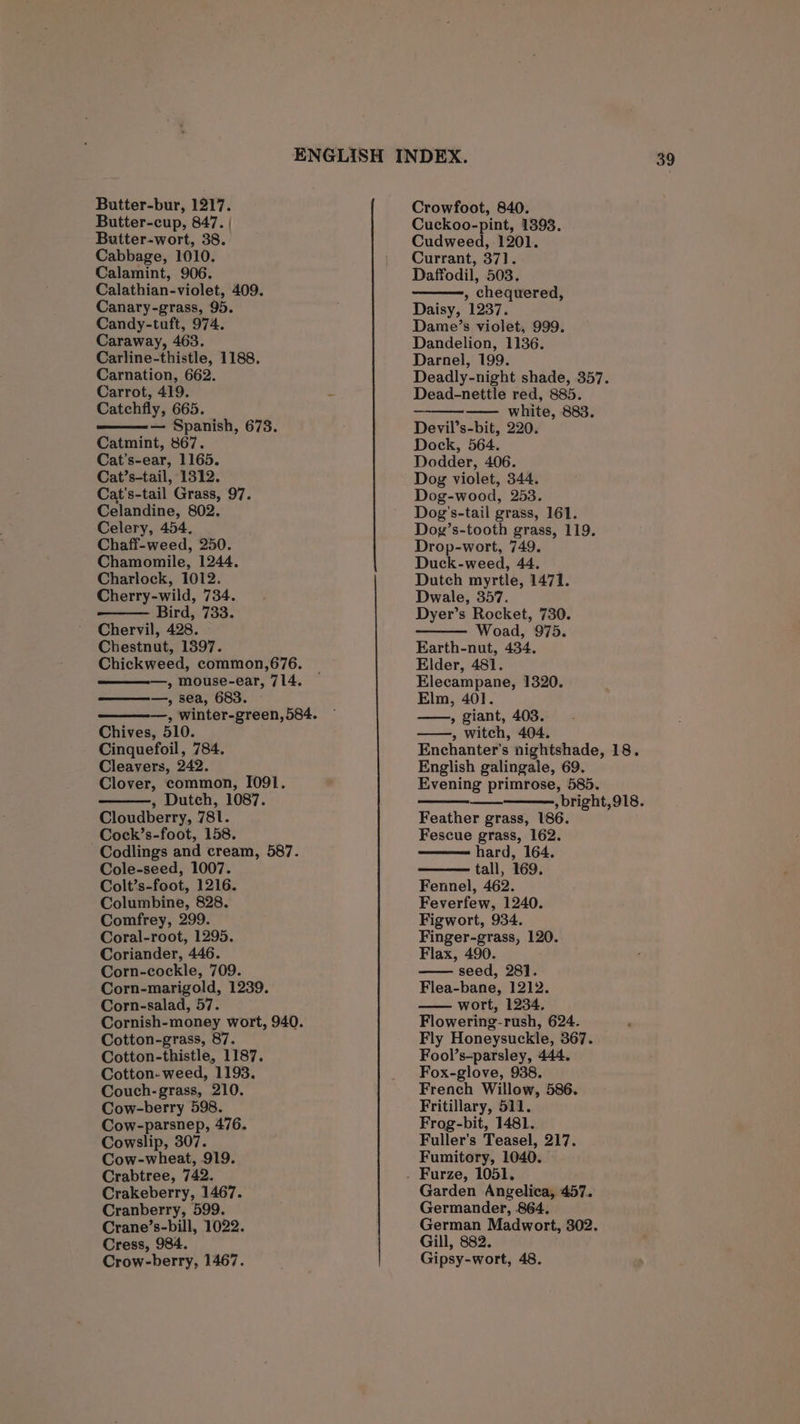 ENGLISH INDEX. 39
Butter-bur, 1217.
Butter-cup, 847.
Butter-wort, 38.
Cabbage, 1010.
Calamint, 906.
Calathian-violet, 409.
Canary-grass, 95.
Candy-tuft, 974.
Caraway, 463.
Carline-thistle, 1188.
Carnation, 662.
Carrot, 419.
Catchfly, 665.
——— — Spanish, 673.
Catmint, 867.
Cat's-ear, 1165.
Cat's-tail, 1312.
Cat's-tail Grass, 97.
Celandine, 802.
Celery, 454.
Chaff-weed, 250.
Chamomile, 1244.
Charlock, 1012.
Cherry-wild, 734.
——— Bird, 733.
Chervil, 428.
Chestnut, 1397.
Chickweed, common,676.
————, mouse-ear, 714.
————, sea, 683.
————, winter-green,584.
Chives, 510.
Cinquefoil, 784.
Cleavers, 242.
Clover, common, 1091.
———, Dutch, 1087.
Cloudberry, 781.
Cock's-foot, 158.
Codlings and cream, 587.
Cole-seed, 1007.
Colt's-foot, 1216.
Columbine, 828.
Comfrey, 299.
Coral-root, 1295.
Coriander, 446.
Corn-cockle, 709.
Corn-marigold, 1239.
Corn-salad, 57.
Cornish-money wort, 940.
Cotton-grass, 87.
Cotton-thistle, 1187.
Cotton-weed, 1193.
Couch-grass, 210.
Cow-berry 598.
Cow-parsnep, 476.
Cowslip, 307.
Cow-wheat, 919.
Crabtree, 742.
Crakeberry, 1467.
Cranberry, 599.
Crane's-bill, 1022.
Cress, 984.
Crow-berry, 1467.
Crowfoot, 840.
Cuckoo-pint, 1393.
Cudweed, 1201.
Currant, 371.
Daffodil, 503.
———, chequered,
Daisy, 1237.
Dame's violet, 999.
Dandelion, 1136.
Darnel, 199.
Deadly-night shade, 357.
Dead-nettle red, 885.
——— —— white, 883.
Devil's-bit, 220.
Dock, 564.
Dodder, 406.
Dog violet, 344.
Dog-wood, 253.
Dog's-tail grass, 161.
Dog's-tooth grass, 119.
Drop-wort, 749.
Duck-weed, 44.
Dutch myrtle, 1471.
Dwale, 357.
Dyer's Rocket, 730.
——— Woad, 975.
Earth-nut, 434.
Elder, 481.
Elecampane, 1320.
Elm, 401.
——, giant, 403.
——, witch, 404.
Enchanter's nightshade, 18.
English galingale, 69.
Evening primrose, 585.
——— —— ———,bright,918.
Feather grass, 186.
Fescue grass, 162.
——— hard, 164.
——— tall, 169.
Fennel, 462.
Feverfew, 1240.
Figwort, 934.
Finger-grass, 120.
Flax, 490.
—— seed, 281.
Flea-bane, 1212.
—— wort, 1234.
Flowering-rush, 624.
Fly Honeysuckle, 367.
Fool's-parsley, 444.
Fox-glove, 938.
French Willow, 586.
Fritillary, 511.
Frog-bit, 1481.
Fuller's Teasel, 217.
Fumitory, 1040.
Furze, 1051.
Garden Angelica, 457.
Germander, 864.
German Madwort, 302.
Gill, 882.
Gipsy-wort, 48.